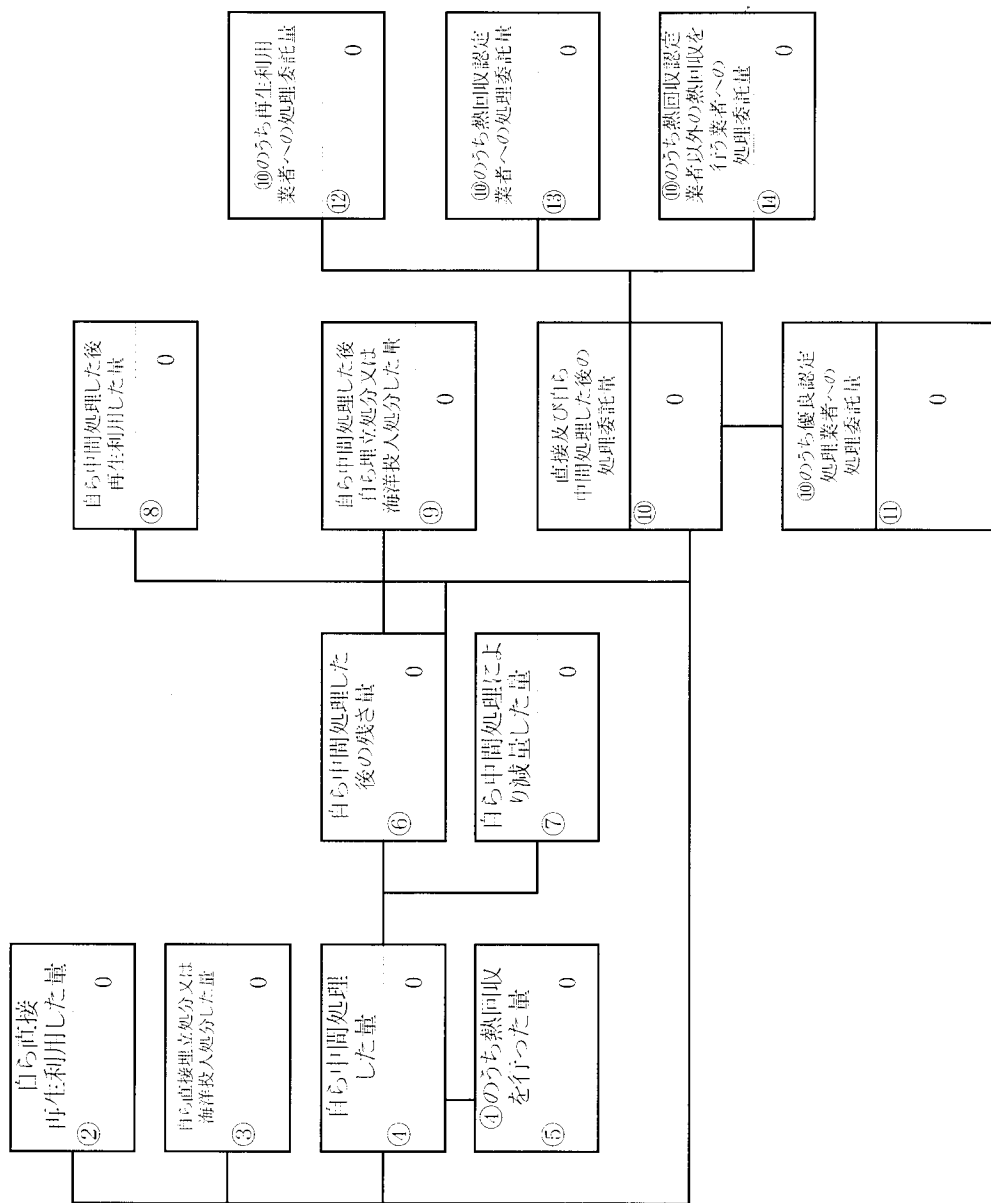 自ら直接
再生利用した量
②
0
自ら直接埋立処分又は
海洋投入処分した量
③
0
自ら中間処理
した量
④
0
④のうち熱回収
を行った量
⑤
0
自ら中間処理した
後の残さ量
⑥
0
自ら中間処理によ
り減量した量
⑦
0
自ら中間処理した後
再生利用した量
⑧
0
自ら中間処理した後
自ら埋立処分又は
海洋投入処分した量
⑨
0
直接及び自ら
中間処理した後の
処理委託量
⑩
0
⑩のうち優良認定
処理業者への
処理委託量
⑪
0
⑩のうち再生利用
業者への処理委託量
⑫
0
⑩のうち熱回収認定
業者への処理委託量
⑬
0
⑩のうち熱回収認定
業者以外の熱回収を
行う業者への
処理委託量
⑭
0